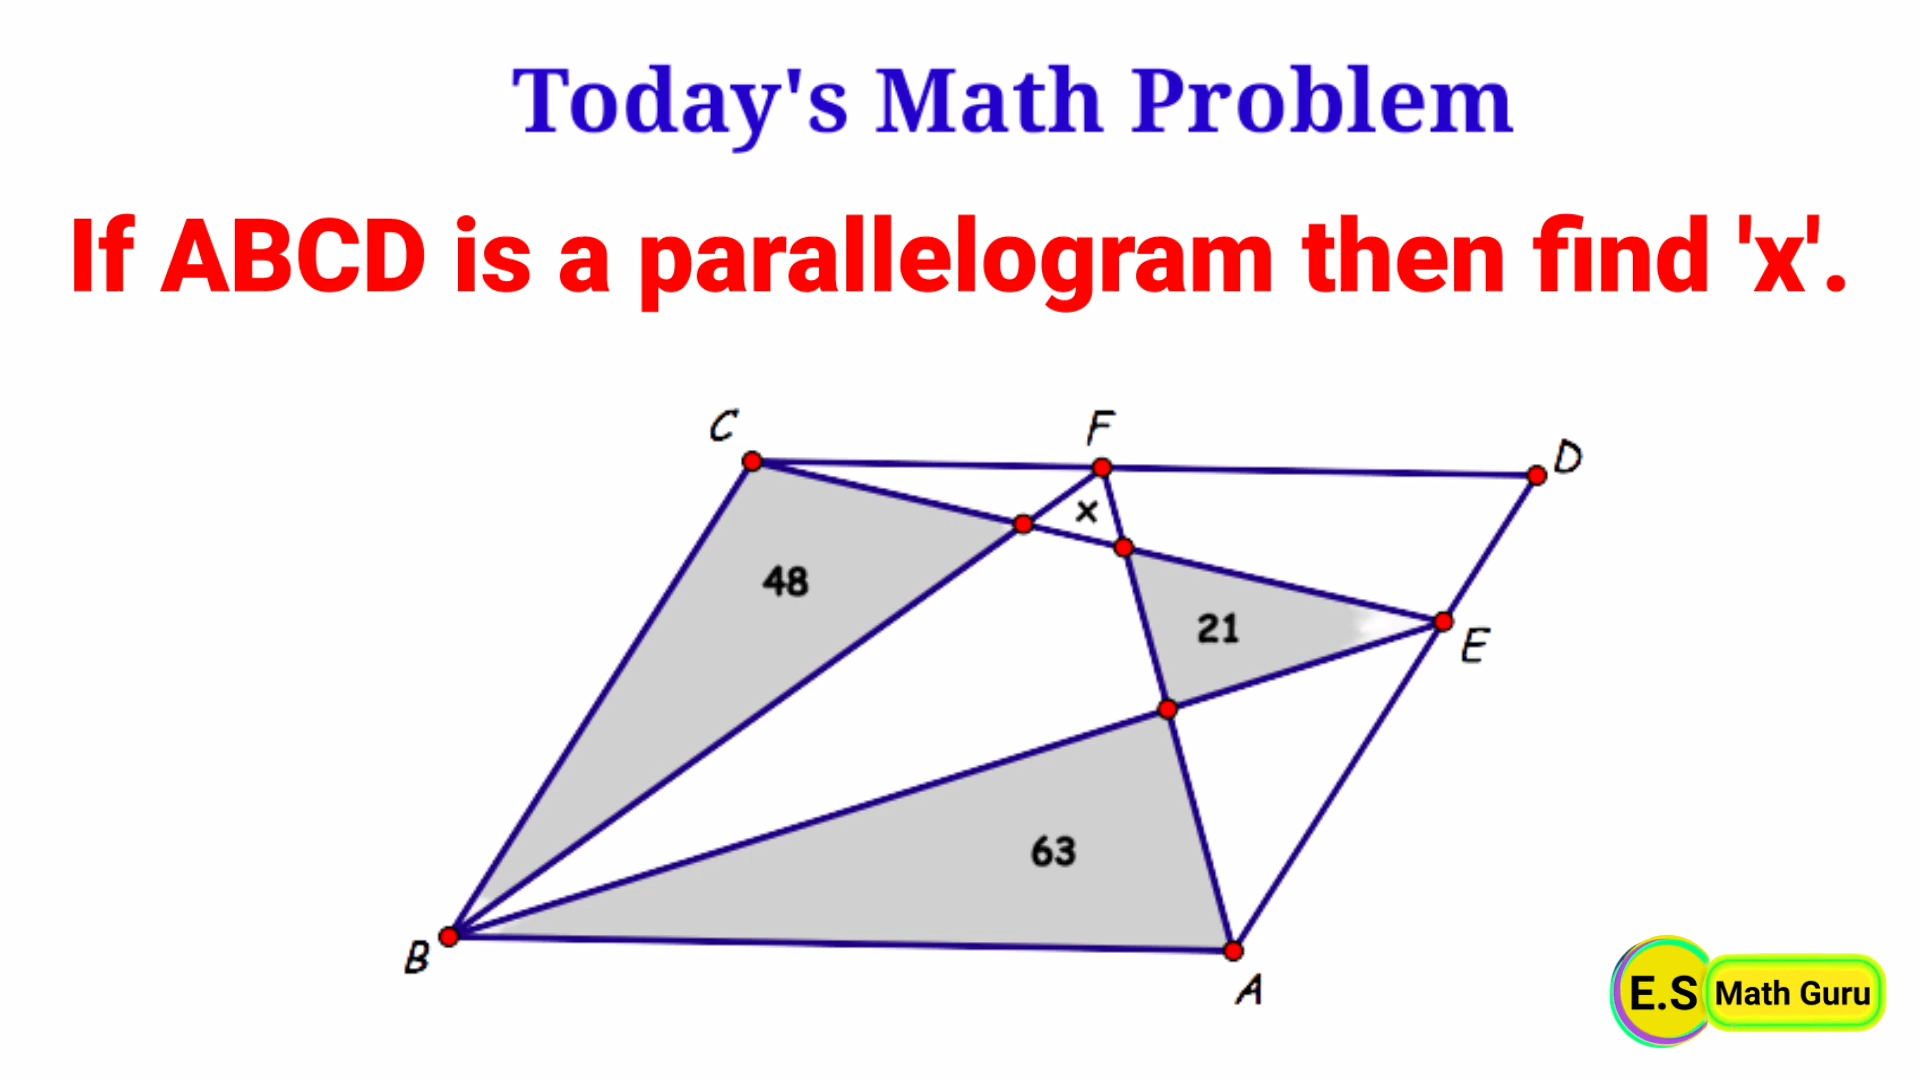 Today's Math Problem
If ABCD is a parallelogram then find 'x'.
C
F
D
x
48
21
E
63
B
A
E.S Math Guru